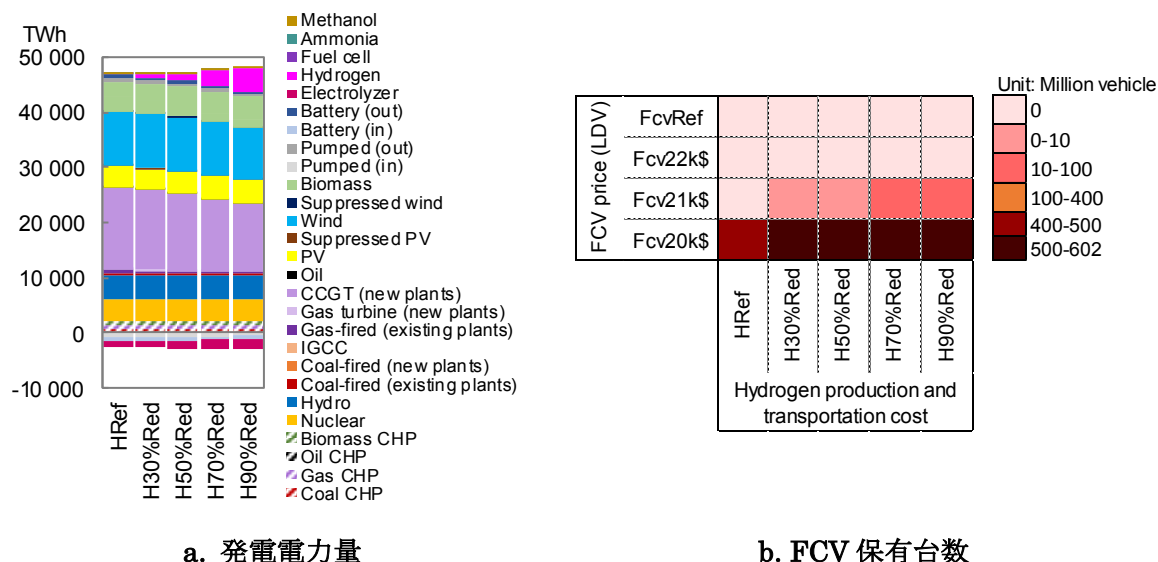 TWh
50 000
40 000
30 000
20 000
10 000
0
-10 000
HRef
H30%Red
H50%Red
H70%Red
H90%Red
Methanol
Ammonia
Fuel cell
Hydrogen
Electrolyzer
Battery (out)
Battery (in)
Pumped (out)
Pumped (in)
Biomass
Suppressed wind
Wind
Suppressed PV
PV
Oil
CCGT (new plants)
Gas turbine (new plants)
Gas-fired (existing plants)
IGCC
Coal-fired (new plants)
Coal-fired (existing plants)
Hydro
Nuclear
Biomass CHP
Oil CHP
Gas CHP
Coal CHP
a. 発電電力量
FCV price (LDV)
FcvRef
Fcv22k$
Fcv21k$
Fcv20k$
HRef
H30%Red
H50%Red
H70%Red
H90%Red
Hydrogen production and
transportation cost
Unit: Million vehicle
0
0-10
10-100
100-400
400-500
500-602
b. FCV 保有台数